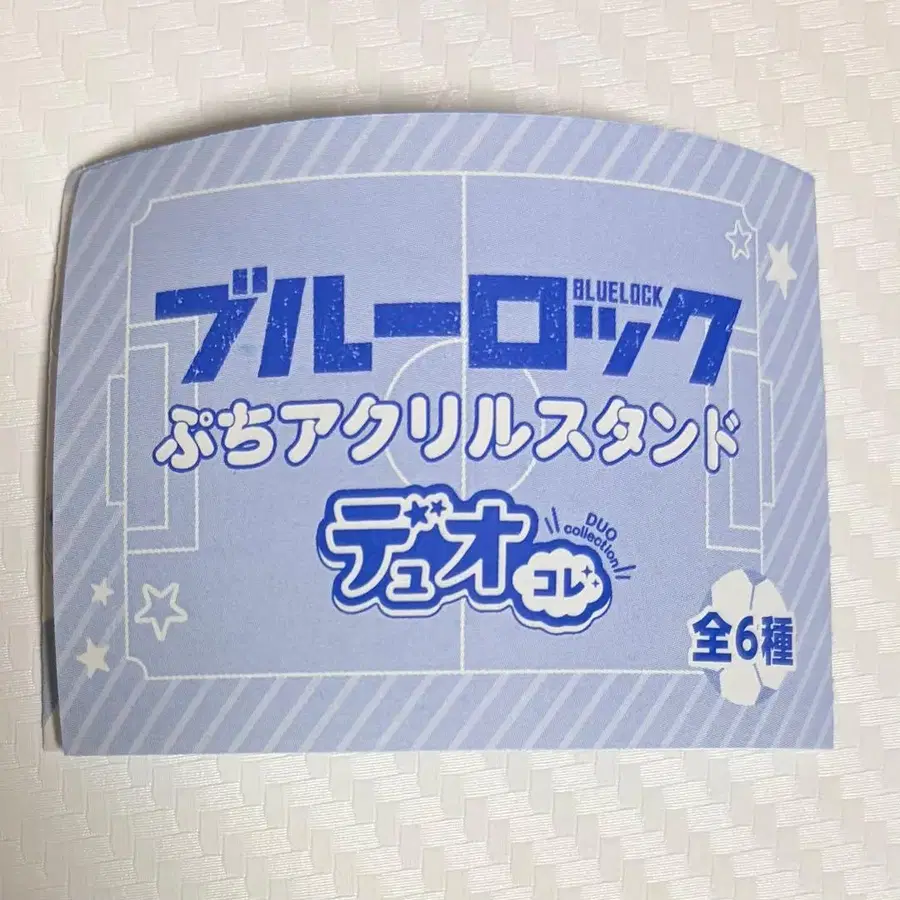 ブルーロック
BLUELOCK
ぷちアクリルスタンド
デュオコレ
DUO
collection
全6種